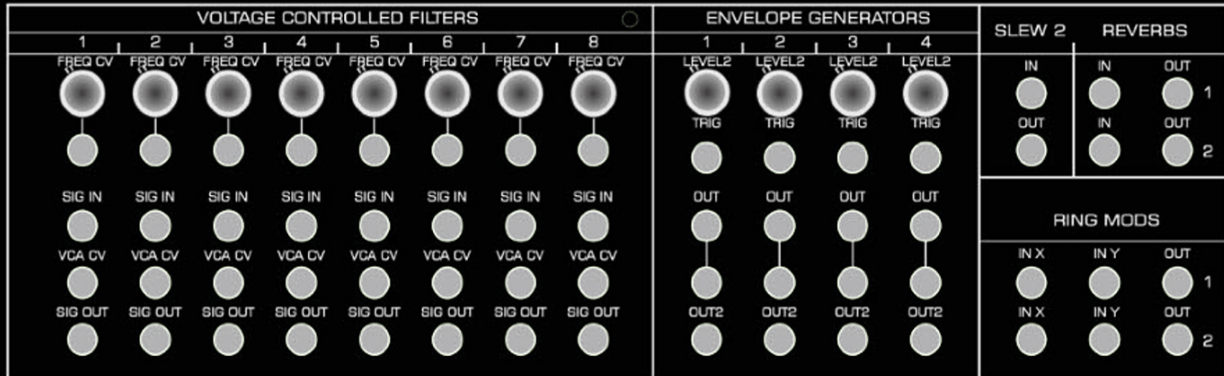 VOLTAGE CONTROLLED FILTERS
1 2 3 4 5 6 7 8
FREQ CV FREQ CV FREQ CV FREQ CV FREQ CV FREQ CV FREQ CV FREQ CV
SIG IN SIG IN SIG IN SIG IN SIG IN SIG IN SIG IN SIG IN
VCA CV VCA CV VCA CV VCA CV VCA CV VCA CV VCA CV VCA CV
SIG OUT SIG OUT SIG OUT SIG OUT SIG OUT SIG OUT SIG OUT SIG OUT
ENVELOPE GENERATORS
1 2 3 4
LEVEL2 LEVEL2 LEVEL2 LEVEL2
TRIG TRIG TRIG TRIG
OUT OUT OUT OUT
OUT2 OUT2 OUT2 OUT2
SLEW 2
IN
OUT
REVERBS
IN OUT
1
IN OUT
2
RING MODS
IN X IN Y OUT
1
IN X IN Y OUT
2